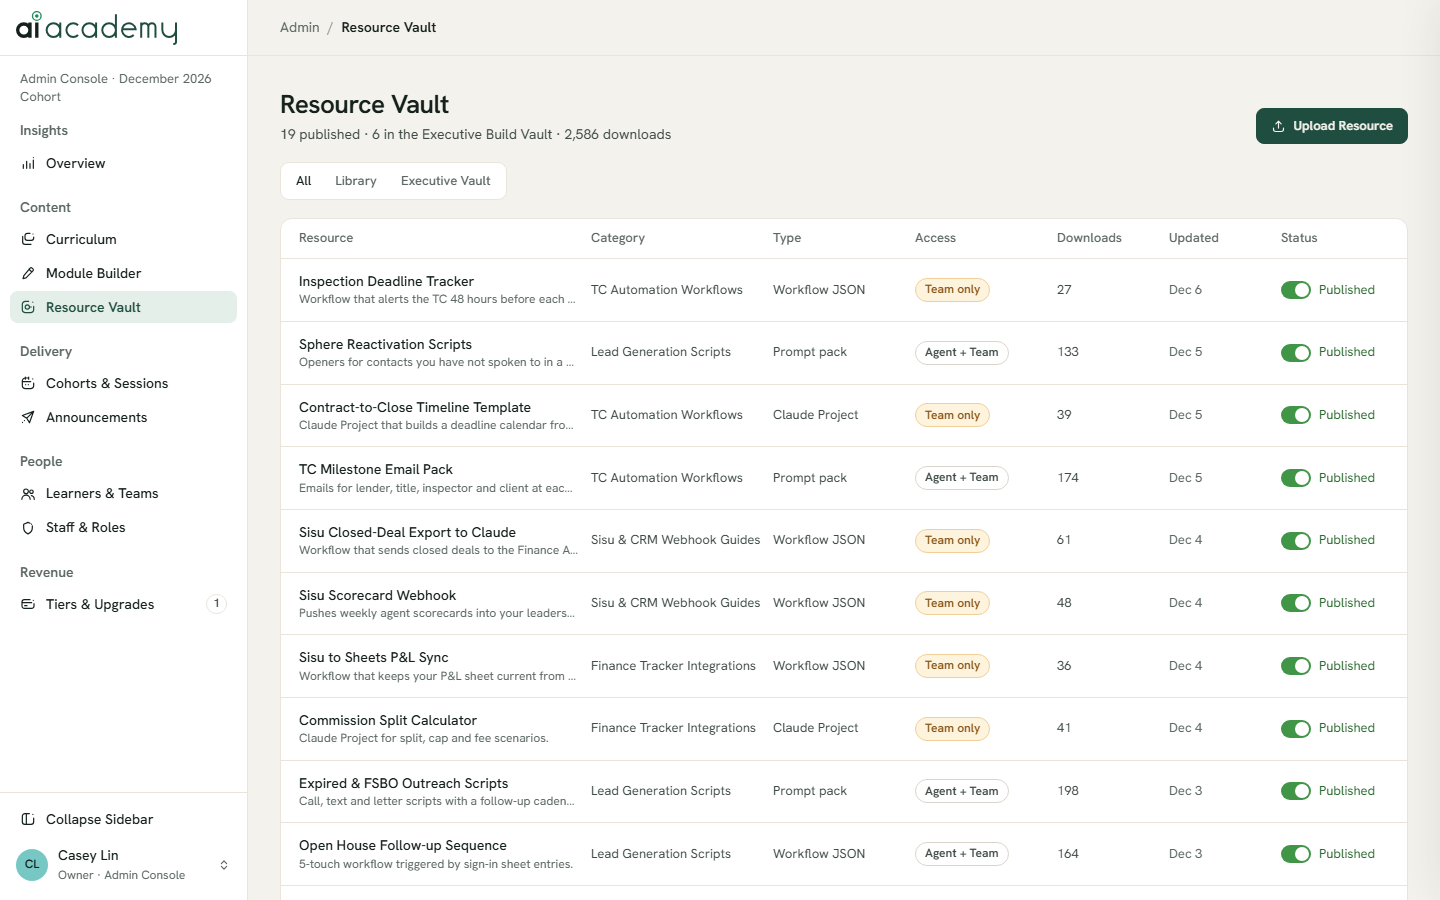 ai academy
Admin Console · December 2026
Cohort
Insights
Overview
Content
Curriculum
Module Builder
Resource Vault
Delivery
Cohorts & Sessions
Announcements
People
Learners & Teams
Staff & Roles
Revenue
Tiers & Upgrades 1
Collapse Sidebar
CL
Casey Lin
Owner · Admin Console
Admin / Resource Vault
Resource Vault
19 published · 6 in the Executive Build Vault · 2,586 downloads
Upload Resource
All Library Executive Vault
Resource Category Type Access Downloads Updated Status
Inspection Deadline Tracker
Workflow that alerts the TC 48 hours before each ...
TC Automation Workflows Workflow JSON Team only 27 Dec 6 Published
Sphere Reactivation Scripts
Openers for contacts you have not spoken to in a ...
Lead Generation Scripts Prompt pack Agent + Team 133 Dec 5 Published
Contract-to-Close Timeline Template
Claude Project that builds a deadline calendar fro...
TC Automation Workflows Claude Project Team only 39 Dec 5 Published
TC Milestone Email Pack
Emails for lender, title, inspector and client at eac...
TC Automation Workflows Prompt pack Agent + Team 174 Dec 5 Published
Sisu Closed-Deal Export to Claude
Workflow that sends closed deals to the Finance A...
Sisu & CRM Webhook Guides Workflow JSON Team only 61 Dec 4 Published
Sisu Scorecard Webhook
Pushes weekly agent scorecards into your leaders...
Sisu & CRM Webhook Guides Workflow JSON Team only 48 Dec 4 Published
Sisu to Sheets P&L Sync
Workflow that keeps your P&L sheet current from ...
Finance Tracker Integrations Workflow JSON Team only 36 Dec 4 Published
Commission Split Calculator
Claude Project for split, cap and fee scenarios.
Finance Tracker Integrations Claude Project Team only 41 Dec 4 Published
Expired & FSBO Outreach Scripts
Call, text and letter scripts with a follow-up caden...
Lead Generation Scripts Prompt pack Agent + Team 198 Dec 3 Published
Open House Follow-up Sequence
5-touch workflow triggered by sign-in sheet entries.
Lead Generation Scripts Workflow JSON Agent + Team 164 Dec 3 Published